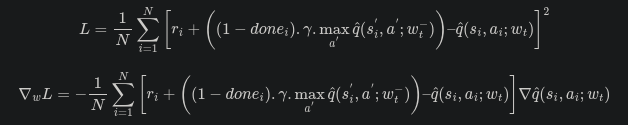 L = \frac{1}{N} \sum_{i=1}^{N} \left[ r_i + \left( (1 - done_i) . \gamma . \max_{a'} \hat{q}(s_i^{'}, a^{'}; w_t^{-}) \right) – \hat{q}(s_i, a_i; w_t) \right]^2
\nabla_w L = -\frac{1}{N} \sum_{i=1}^{N} \left[ r_i + \left( (1 - done_i) . \gamma . \max_{a'} \hat{q}(s_i^{'}, a^{'}; w_t^{-}) \right) – \hat{q}(s_i, a_i; w_t) \right] \nabla \hat{q}(s_i, a_i; w_t)